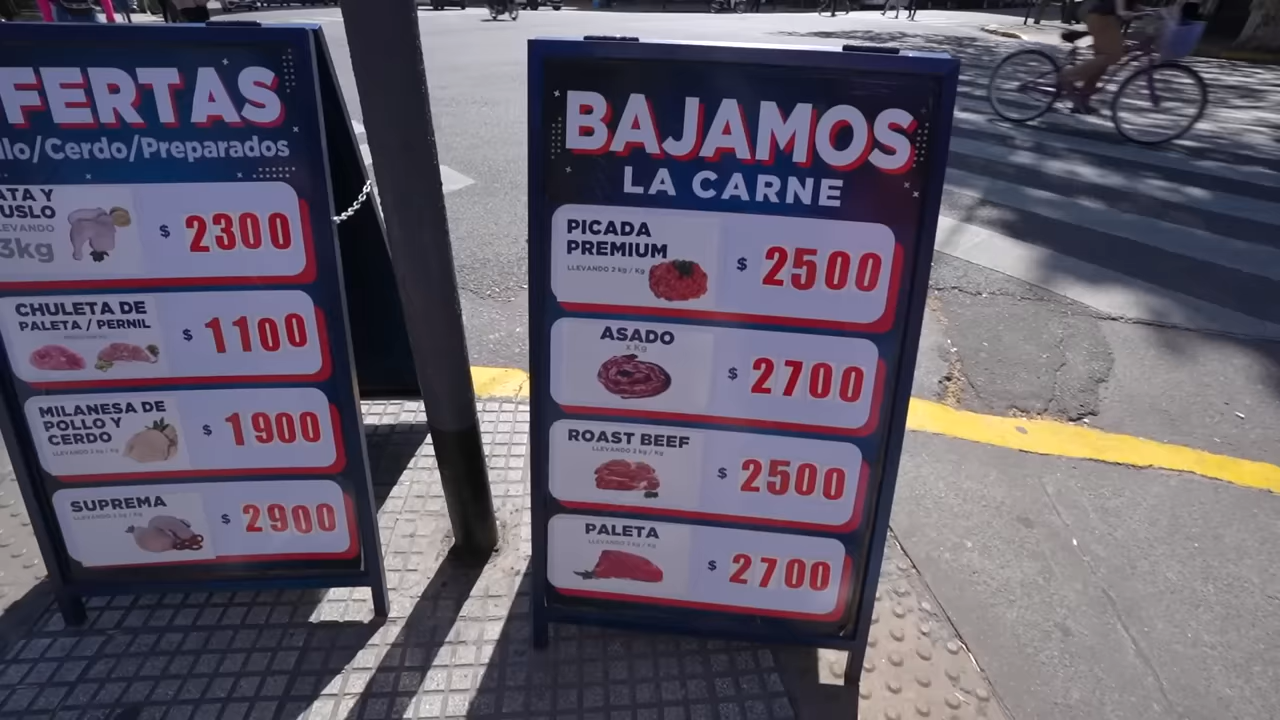 FERTAS
llo/Cerdo/Preparados
ATA Y
USLO
EVANDO
3kg
$ 2300
CHULETA DE
PALETA / PERNIL
$ 1100
MILANESA DE
POLLO Y
CERDO
LLEVANDO 2 kg / Kg
$ 1900
SUPREMA
LLEVANDO 2 kg / Kg
$ 2900
BAJAMOS
LA CARNE
PICADA
PREMIUM
LLEVANDO 2 kg / Kg
$ 2500
ASADO
x Kg
$ 2700
ROAST BEEF
LLEVANDO 2 kg / Kg
$ 2500
PALETA
LLEVANDO 2 kg / Kg
$ 2700